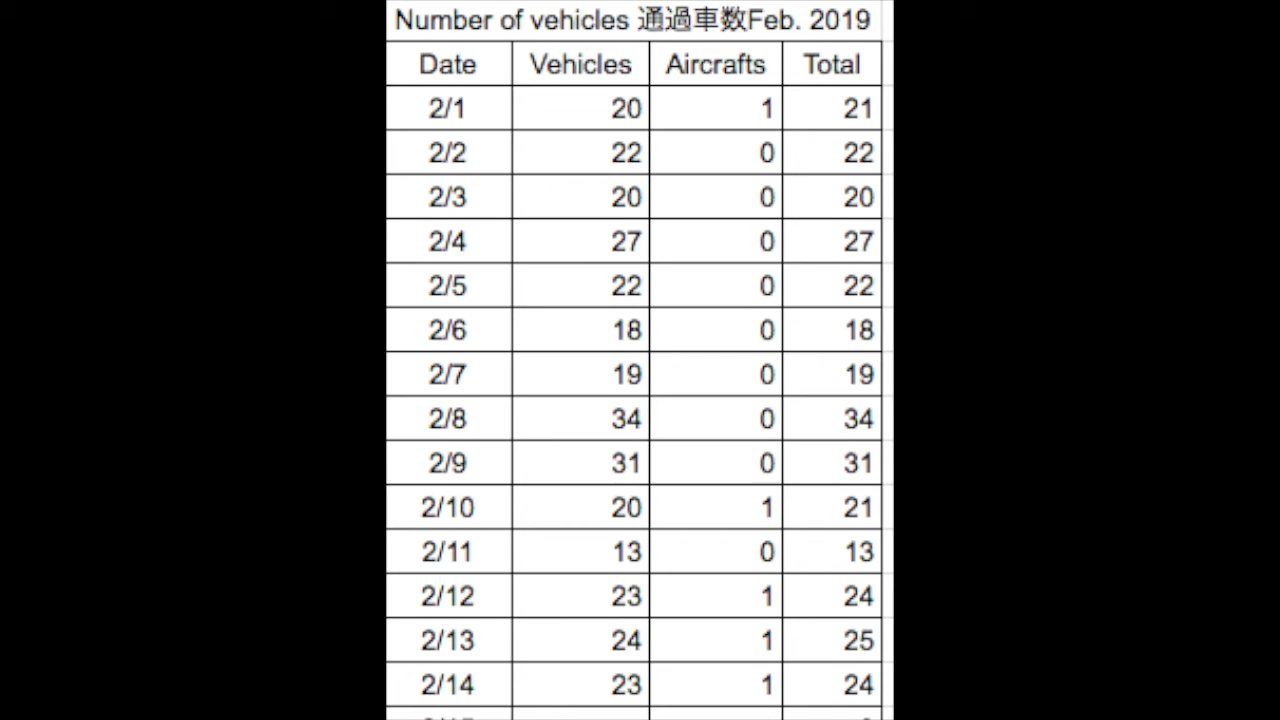 Number of vehicles 通過車数Feb. 2019
Date Vehicles Aircrafts Total
2/1 20 1 21
2/2 22 0 22
2/3 20 0 20
2/4 27 0 27
2/5 22 0 22
2/6 18 0 18
2/7 19 0 19
2/8 34 0 34
2/9 31 0 31
2/10 20 1 21
2/11 13 0 13
2/12 23 1 24
2/13 24 1 25
2/14 23 1 24